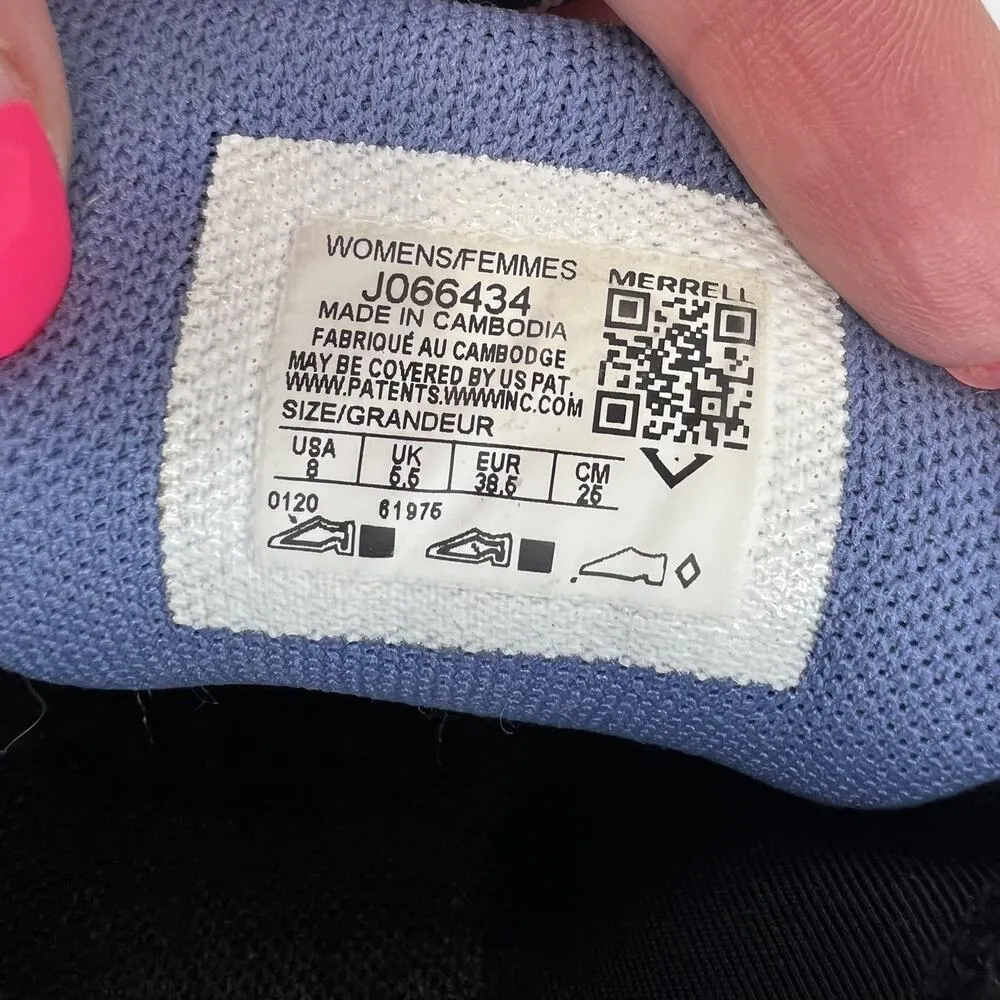 WOMENS/FEMMES
J066434
MADE IN CAMBODIA
FABRIQUÉ AU CAMBODGE
MAY BE COVERED BY US PAT.
WWW.PATENTS.WWWINC.COM
SIZE/GRANDEUR
USA UK EUR CM
8 5.5 38.5 25
0120 61975
MERRELL